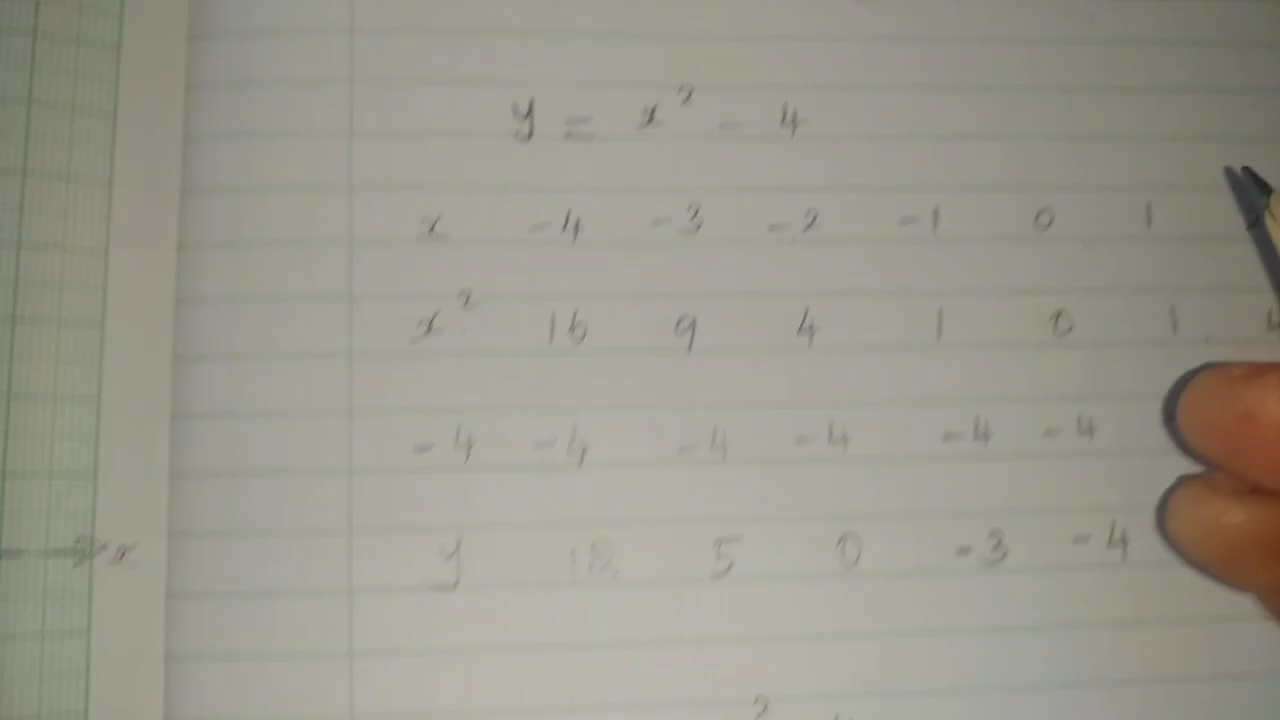 y = x² - 4
x -4 -3 -2 -1 0 1
x² 16 9 4 1 0 1
-4 -4 -4 -4 -4 -4
y 12 5 0 -3 -4
x
2